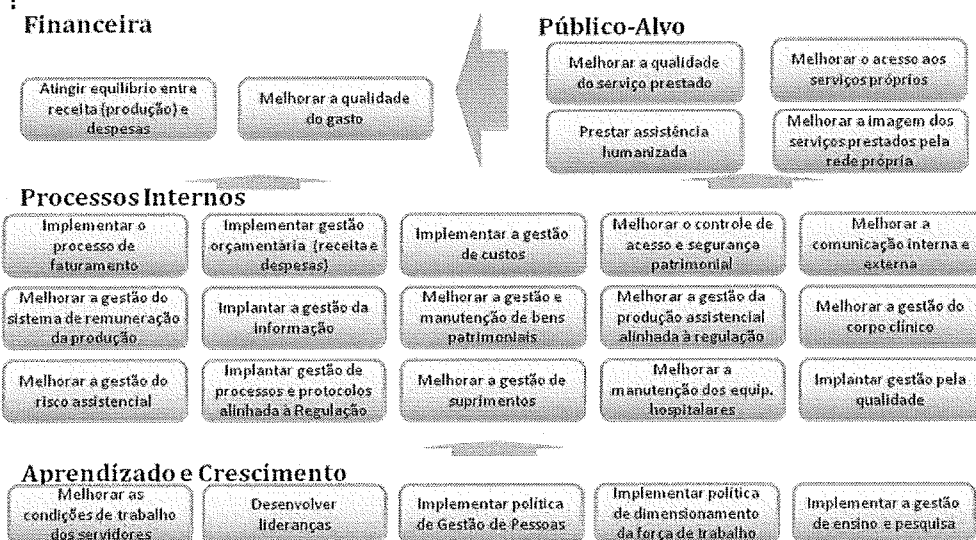 Financeira
Público-Alvo
Atingir equilíbrio entre
receita (produção) e
despesas
Melhorar a qualidade
do gasto
Melhorar a qualidade
do serviço prestado
Melhorar o acesso aos
serviços próprios
Prestar assistência
humanizada
Melhorar a imagem dos
serviços prestados pela
rede própria
Processos Internos
Implementar o
processo de
faturamento
Implementar gestão
orçamentária (receita e
despesas)
Implementar a gestão
de custos
Melhorar o controle de
acesso e segurança
patrimonial
Melhorar a
comunicação interna e
externa
Melhorar a gestão do
sistema de remuneração
da produção
Implantar a gestão da
informação
Melhorar a gestão e
manutenção de bens
patrimoniais
Melhorar a gestão da
produção assistencial
alinhada à regulação
Melhorar a gestão do
corpo clínico
Melhorar a gestão do
risco assistencial
Implantar gestão de
processos e protocolos
alinhada à Regulação
Melhorar a gestão de
suprimentos
Melhorar a
manutenção dos equip.
hospitalares
Implantar gestão pela
qualidade
Aprendizado e Crescimento
Melhorar as
condições de trabalho
dos servidores
Desenvolver
lideranças
Implementar política
de Gestão de Pessoas
Implementar política
de dimensionamento
da força de trabalho
Implementar a gestão
de ensino e pesquisa